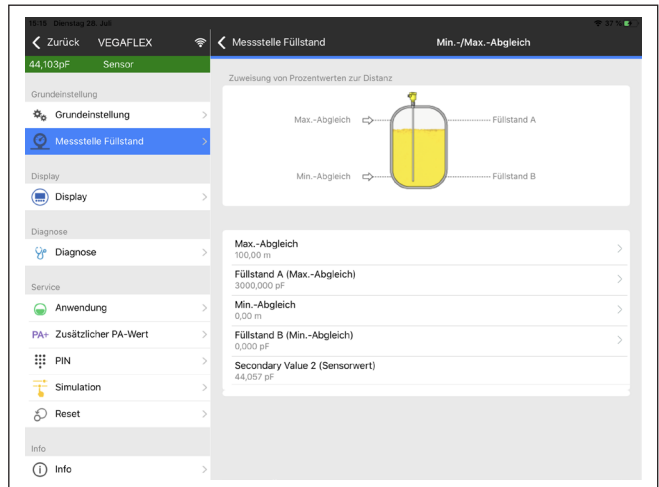 16:16 Dienstag 28. Juli
37 %
Zurück VEGAFLEX
Messstelle Füllstand
Min.-/Max.-Abgleich
44,103pF Sensor
Grundeinstellung
Grundeinstellung
Messstelle Füllstand
Display
Display
Diagnose
Diagnose
Service
Anwendung
PA+ Zusätzlicher PA-Wert
PIN
Simulation
Reset
Info
Info
Zuweisung von Prozentwerten zur Distanz
Max.-Abgleich
Füllstand A
Min.-Abgleich
Füllstand B
Max.-Abgleich
100,00 m
Füllstand A (Max.-Abgleich)
3000,000 pF
Min.-Abgleich
0,00 m
Füllstand B (Min.-Abgleich)
0,000 pF
Secondary Value 2 (Sensorwert)
44,057 pF